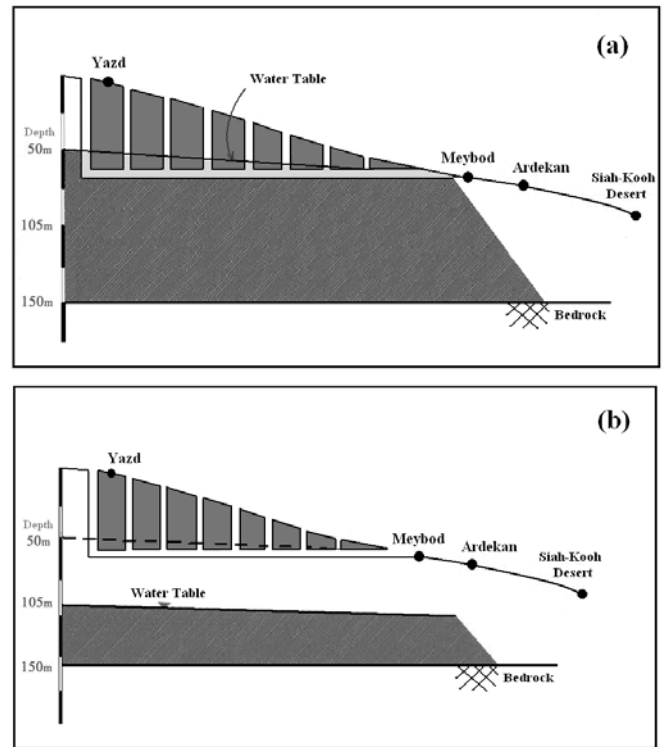 (a)
Yazd
Water Table
Depth
50m
Meybod
Ardekan
Siah-Kooh
Desert
105m
150m
Bedrock
(b)
Yazd
Depth
50m
Meybod
Ardekan
Siah-Kooh
Desert
Water Table
105m
150m
Bedrock